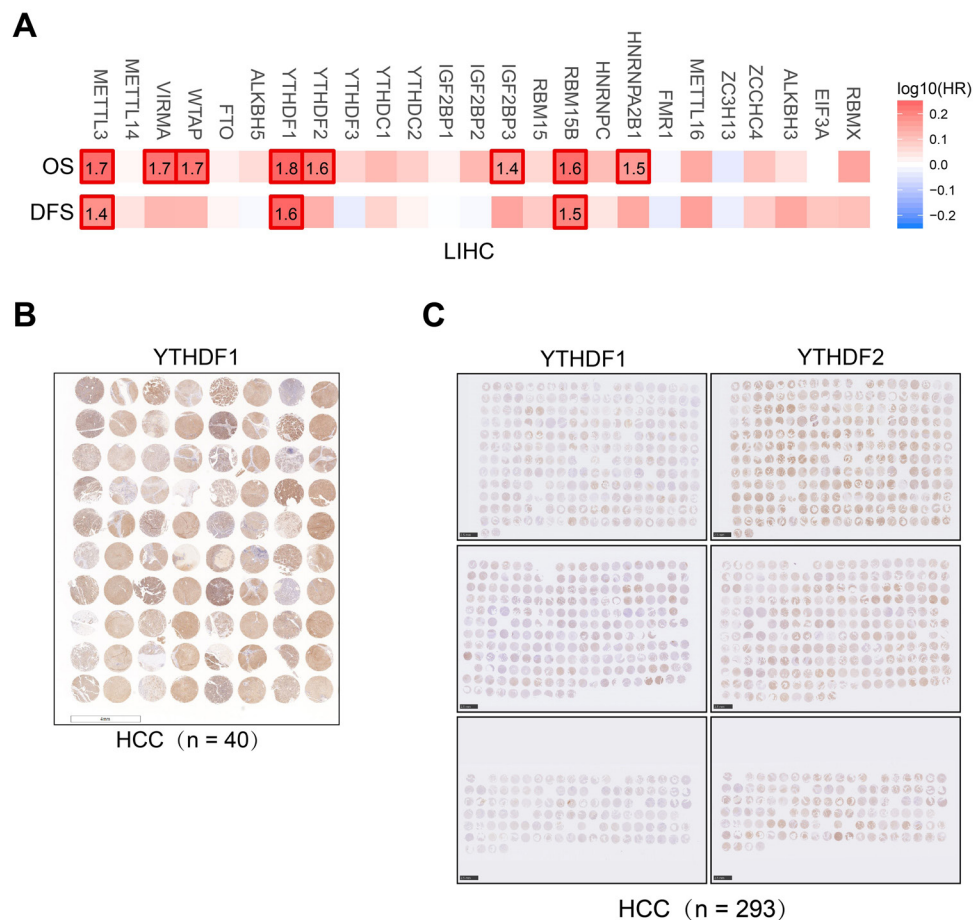 A
METTL3
METTL14
VIRMA
WTAP
FTO
ALKBH5
YTHDF1
YTHDF2
YTHDF3
YTHDC1
YTHDC2
IGF2BP1
IGF2BP2
IGF2BP3
RBM15
RBM15B
HNRNPC
HNRNPA2B1
FMR1
METTL16
ZC3H13
ZCCHC4
ALKBH3
EIF3A
RBMX
log10(HR)
0.2
0.1
0.0
−0.1
−0.2
OS 1.7 1.7 1.7 1.8 1.6 1.4 1.6 1.5
DFS 1.4 1.6 1.5
LIHC
B
YTHDF1
HCC（n = 40）
C
YTHDF1 YTHDF2
HCC（n = 293）